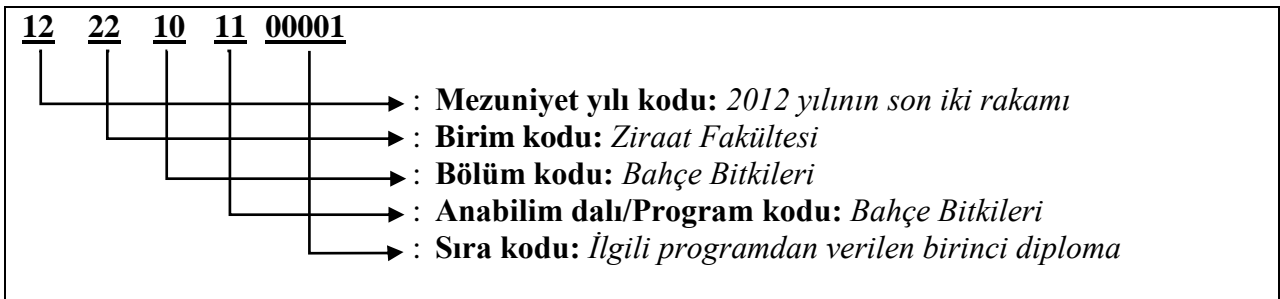 12 22 10 11 00001
: Mezuniyet yılı kodu: 2012 yılının son iki rakamı
: Birim kodu: Ziraat Fakültesi
: Bölüm kodu: Bahçe Bitkileri
: Anabilim dalı/Program kodu: Bahçe Bitkileri
: Sıra kodu: İlgili programdan verilen birinci diploma